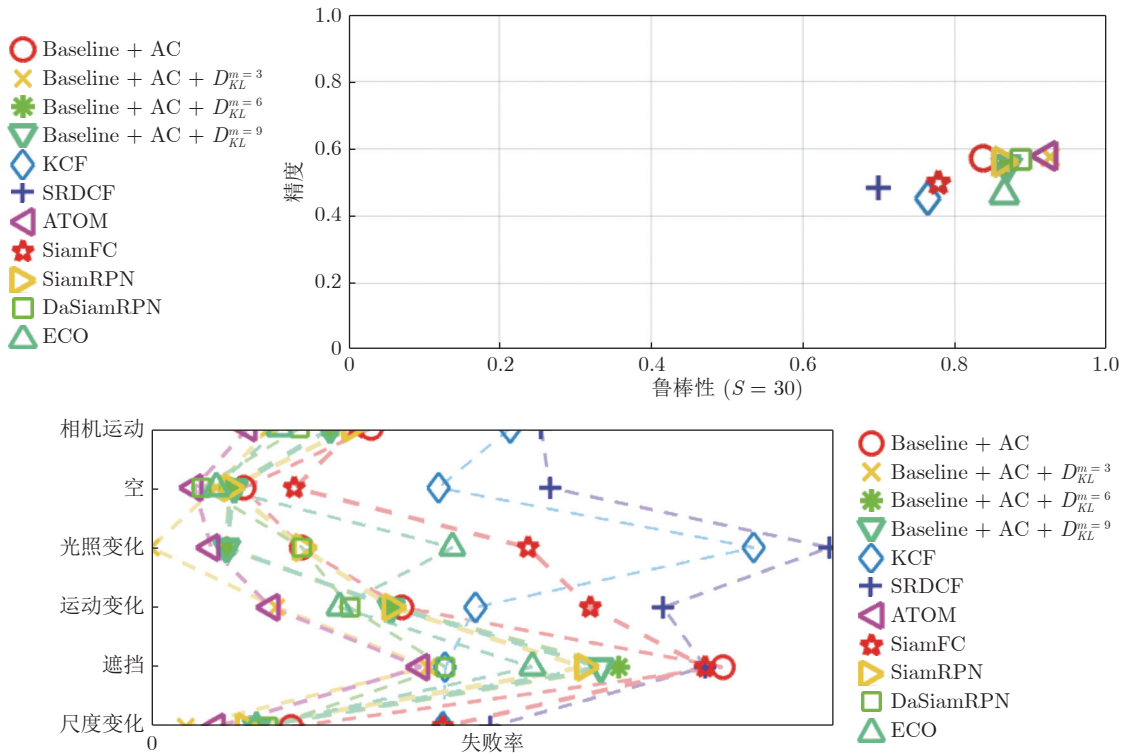 Baseline + AC
Baseline + AC + $D_{KL}^{m=3}$
Baseline + AC + $D_{KL}^{m=6}$
Baseline + AC + $D_{KL}^{m=9}$
KCF
SRDCF
ATOM
SiamFC
SiamRPN
DaSiamRPN
ECO
1.0
0.8
0.6
0.4
0.2
0
精度
0 0.2 0.4 0.6 0.8 1.0
鲁棒性 (S = 30)
相机运动
空
光照变化
运动变化
遮挡
尺度变化
0
失败率
Baseline + AC
Baseline + AC + $D_{KL}^{m=3}$
Baseline + AC + $D_{KL}^{m=6}$
Baseline + AC + $D_{KL}^{m=9}$
KCF
SRDCF
ATOM
SiamFC
SiamRPN
DaSiamRPN
ECO